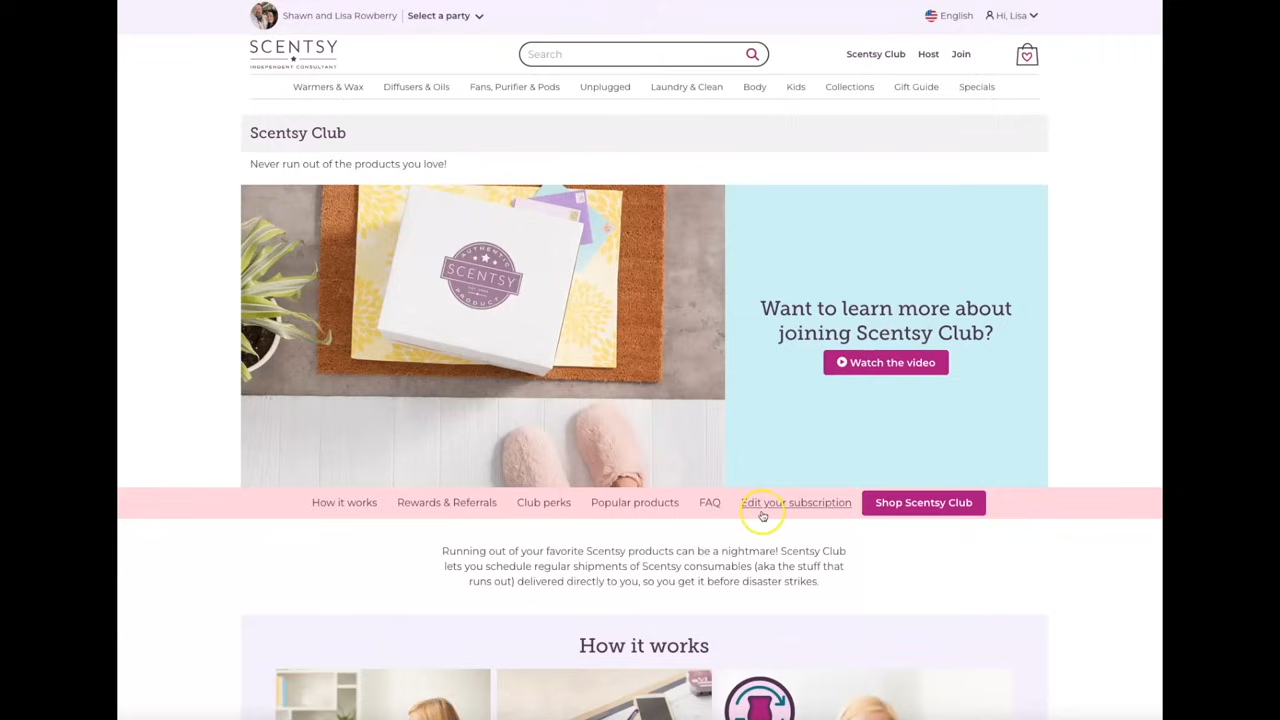 Shawn and Lisa Rowberry
Select a party
English
Hi, Lisa
SCENTSY
INDEPENDENT CONSULTANT
Search
Scentsy Club
Host
Join
Warmers & Wax
Diffusers & Oils
Fans, Purifier & Pods
Unplugged
Laundry & Clean
Body
Kids
Collections
Gift Guide
Specials
Scentsy Club
Never run out of the products you love!
AUTHENTIC
SCENTSY
PRODUCT
Want to learn more about
joining Scentsy Club?
Watch the video
How it works
Rewards & Referrals
Club perks
Popular products
FAQ
Edit your subscription
Shop Scentsy Club
Running out of your favorite Scentsy products can be a nightmare! Scentsy Club
lets you schedule regular shipments of Scentsy consumables (aka the stuff that
runs out) delivered directly to you, so you get it before disaster strikes.
How it works